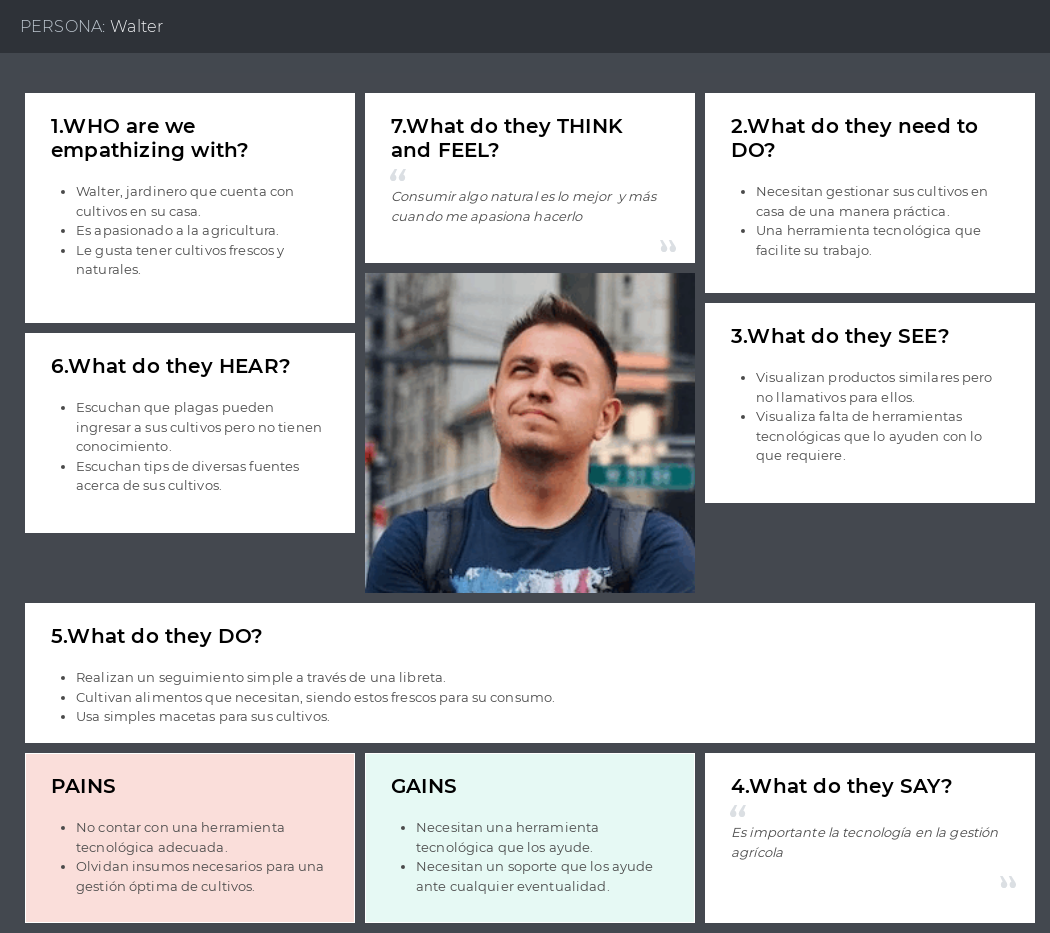 PERSONA: Walter
1.WHO are we
empathizing with?
Walter, jardinero que cuenta con
cultivos en su casa.
Es apasionado a la agricultura.
Le gusta tener cultivos frescos y
naturales.
7.What do they THINK
and FEEL?
“
Consumir algo natural es lo mejor y más
cuando me apasiona hacerlo
”
2.What do they need to
DO?
Necesitan gestionar sus cultivos en
casa de una manera práctica.
Una herramienta tecnológica que
facilite su trabajo.
6.What do they HEAR?
Escuchan que plagas pueden
ingresar a sus cultivos pero no tienen
conocimiento.
Escuchan tips de diversas fuentes
acerca de sus cultivos.
3.What do they SEE?
Visualizan productos similares pero
no llamativos para ellos.
Visualiza falta de herramientas
tecnológicas que lo ayuden con lo
que requiere.
5.What do they DO?
Realizan un seguimiento simple a través de una libreta.
Cultivan alimentos que necesitan, siendo estos frescos para su consumo.
Usa simples macetas para sus cultivos.
PAINS
No contar con una herramienta
tecnológica adecuada.
Olvidan insumos necesarios para una
gestión óptima de cultivos.
GAINS
Necesitan una herramienta
tecnológica que los ayude.
Necesitan un soporte que los ayude
ante cualquier eventualidad.
4.What do they SAY?
“
Es importante la tecnología en la gestión
agrícola
”